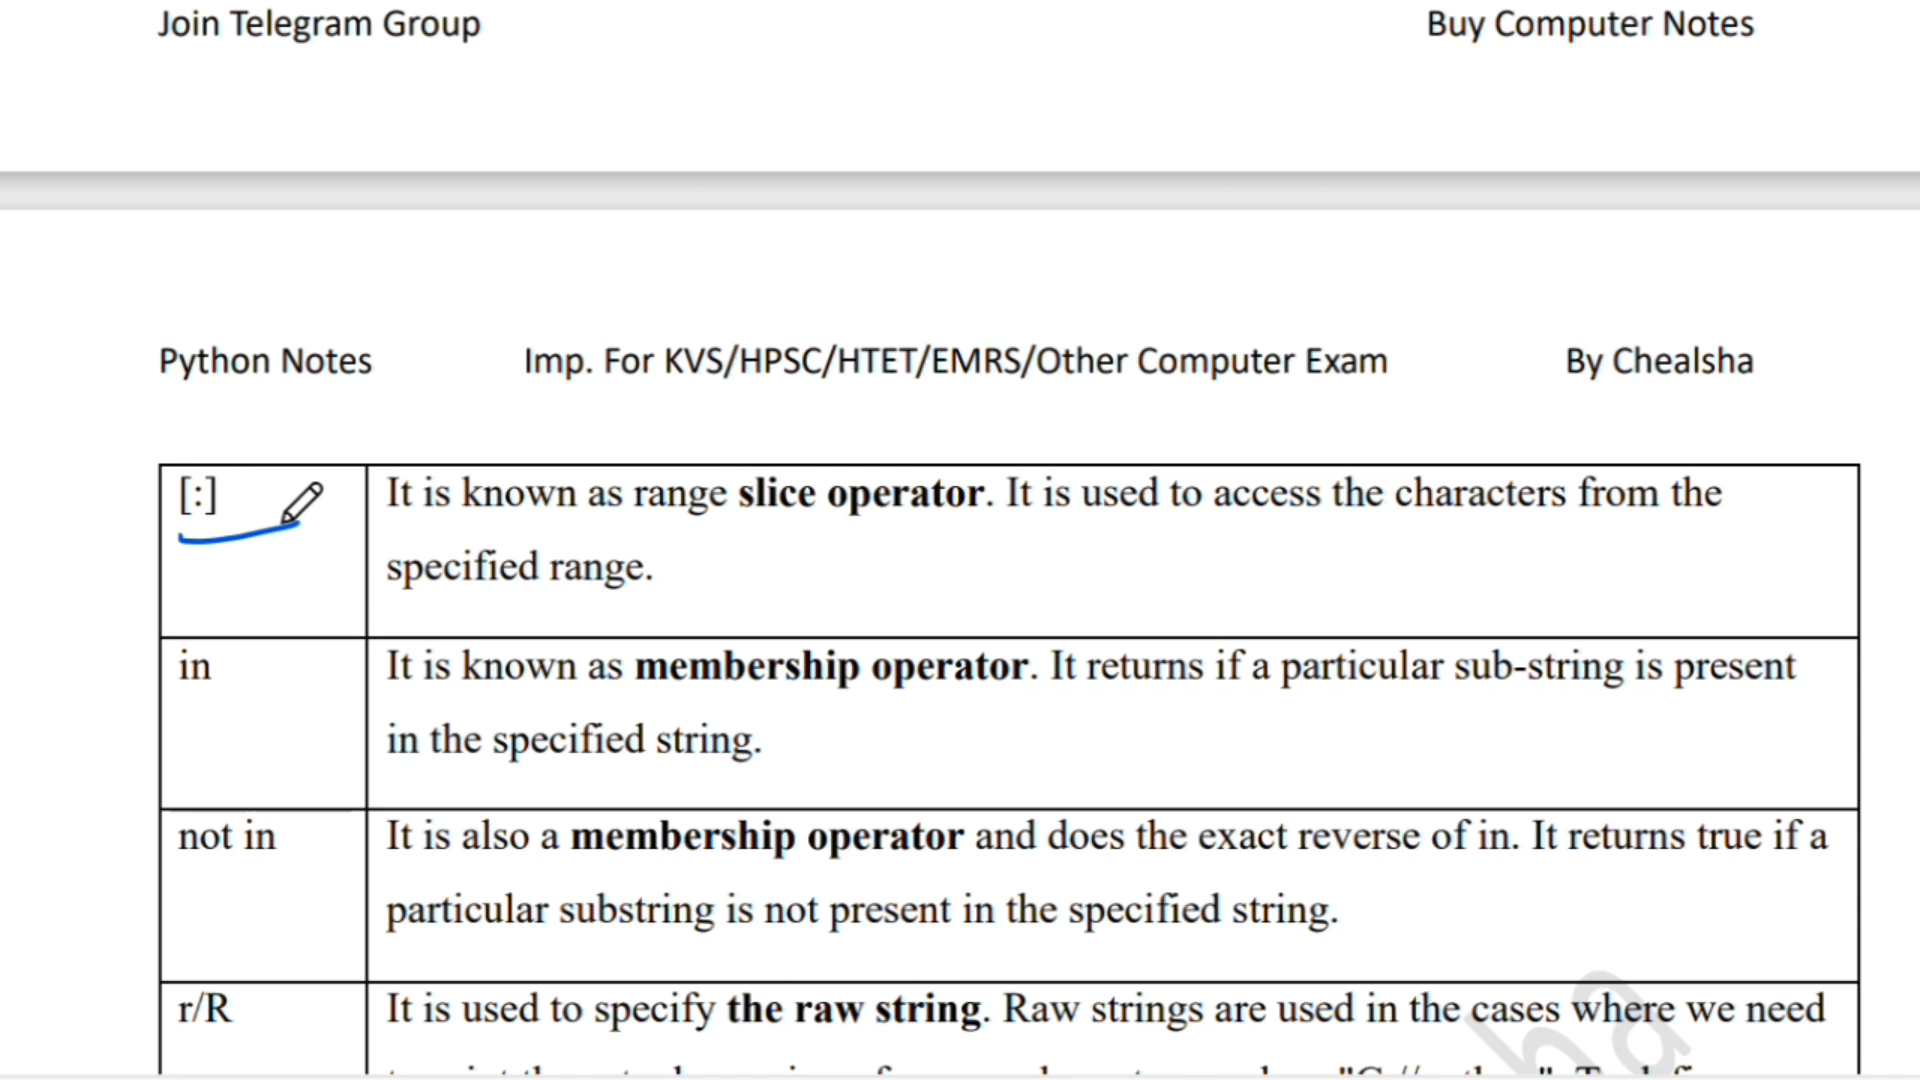 Join Telegram Group Buy Computer Notes
Python Notes Imp. For KVS/HPSC/HTET/EMRS/Other Computer Exam By Chealsha
[:] It is known as range slice operator. It is used to access the characters from the
specified range.
in It is known as membership operator. It returns if a particular sub-string is present
in the specified string.
not in It is also a membership operator and does the exact reverse of in. It returns true if a
particular substring is not present in the specified string.
r/R It is used to specify the raw string. Raw strings are used in the cases where we need